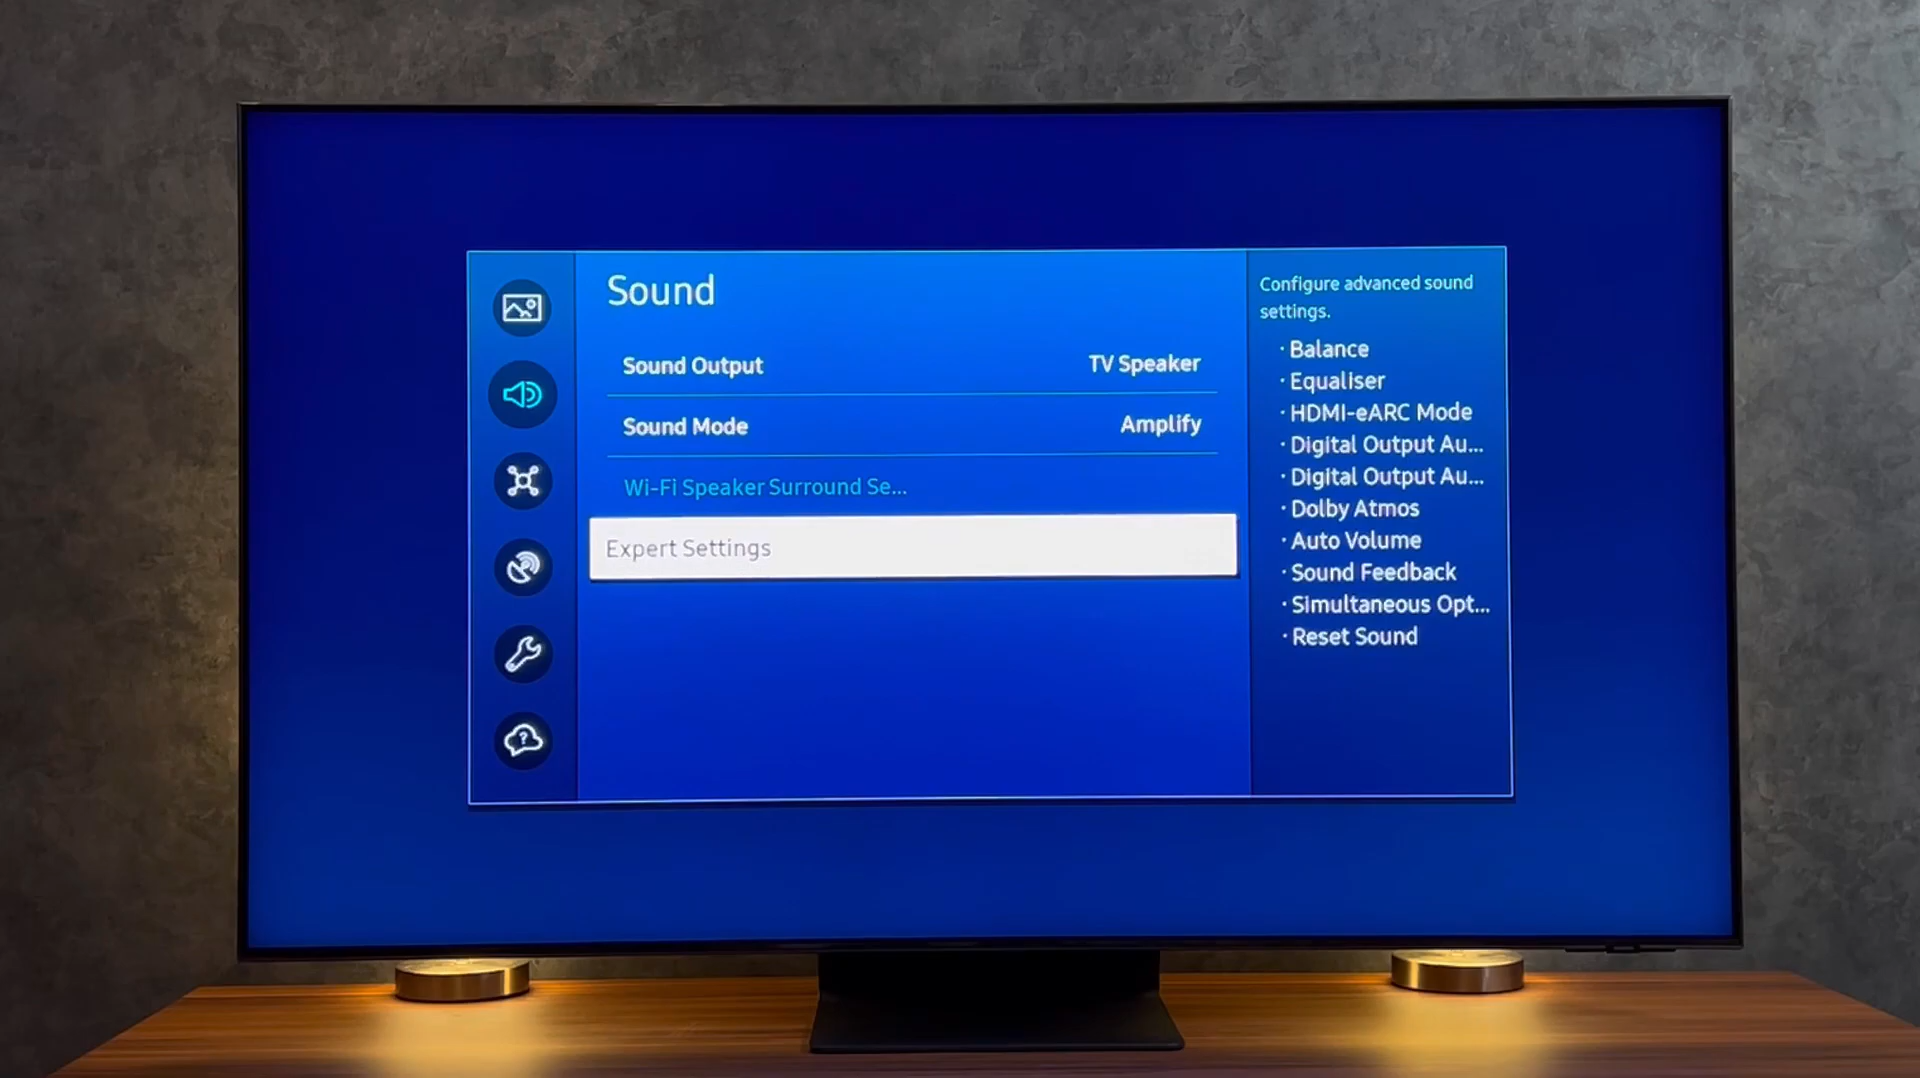 Sound
Sound Output TV Speaker
Sound Mode Amplify
Wi-Fi Speaker Surround Se...
Expert Settings
Configure advanced sound
settings.
· Balance
· Equaliser
· HDMI-eARC Mode
· Digital Output Au...
· Digital Output Au...
· Dolby Atmos
· Auto Volume
· Sound Feedback
· Simultaneous Opt...
· Reset Sound
?